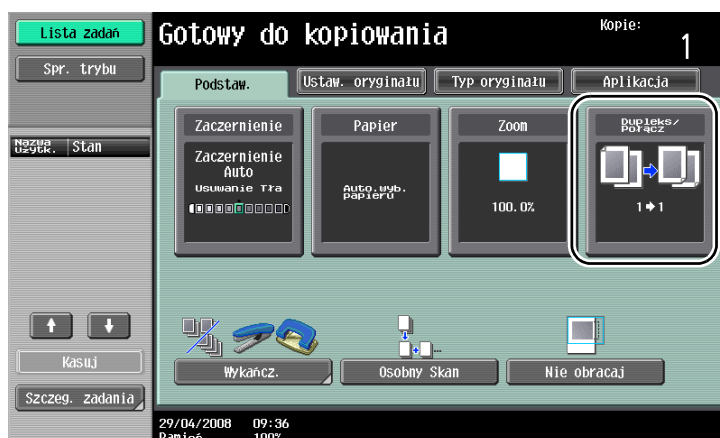 Lista zadań
Spr. trybu
Nazwa użytk.
Stan
Kasuj
Szczeg. zadania
Gotowy do kopiowania
Kopie:
1
Podstaw.
Ustaw. oryginału
Typ oryginału
Aplikacja
Zaczernienie
Zaczernienie
Auto
Usuwanie Tła
Papier
Auto.wyb.
papieru
Zoom
100.0%
Dupleks/
Połącz
1➔1
Wykańcz.
Osobny Skan
Nie obracaj
29/04/2008 09:36
Pamięć 100%